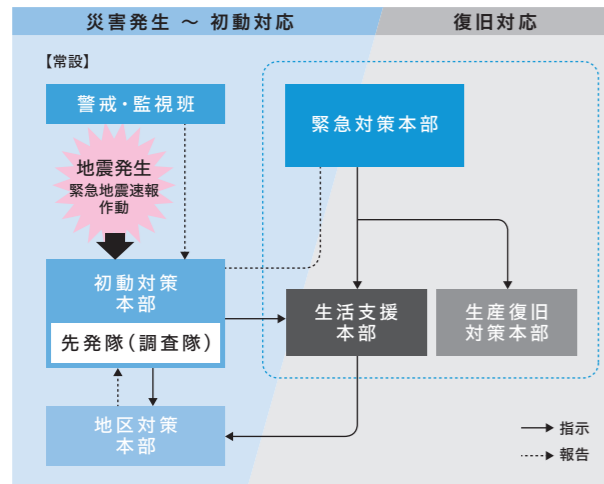 災害発生 ～ 初動対応
復旧対応
【常設】
警戒・監視班
緊急対策本部
地震発生
緊急地震速報
作動
初動対策
本部
先発隊（調査隊）
生活支援
本部
生産復旧
対策本部
地区対策
本部
指示
報告